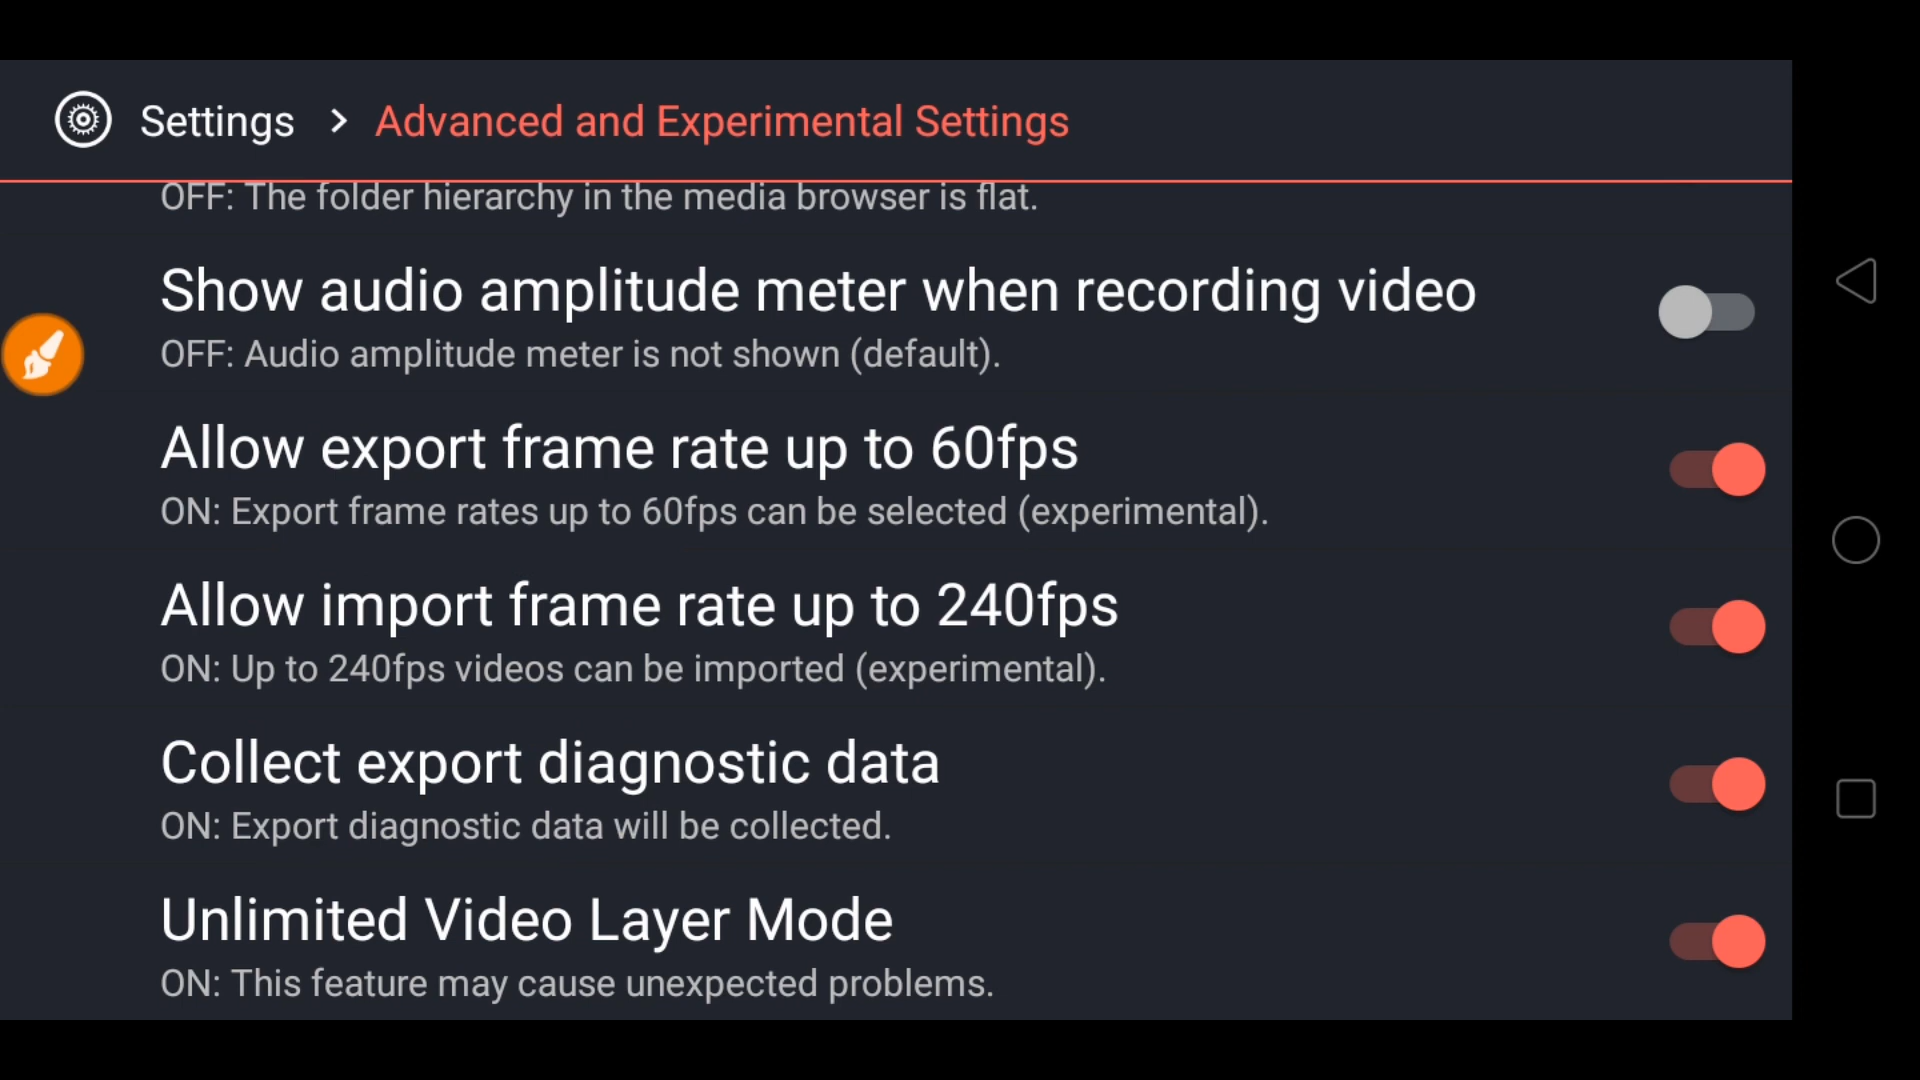 Settings > Advanced and Experimental Settings
OFF: The folder hierarchy in the media browser is flat.
Show audio amplitude meter when recording video
OFF: Audio amplitude meter is not shown (default).
Allow export frame rate up to 60fps
ON: Export frame rates up to 60fps can be selected (experimental).
Allow import frame rate up to 240fps
ON: Up to 240fps videos can be imported (experimental).
Collect export diagnostic data
ON: Export diagnostic data will be collected.
Unlimited Video Layer Mode
ON: This feature may cause unexpected problems.